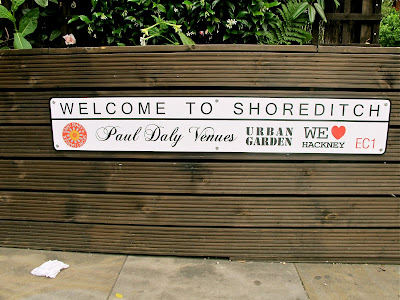 WELCOME TO SHOREDITCH
Paul Daly Venues URBAN GARDEN WE ❤ HACKNEY EC1